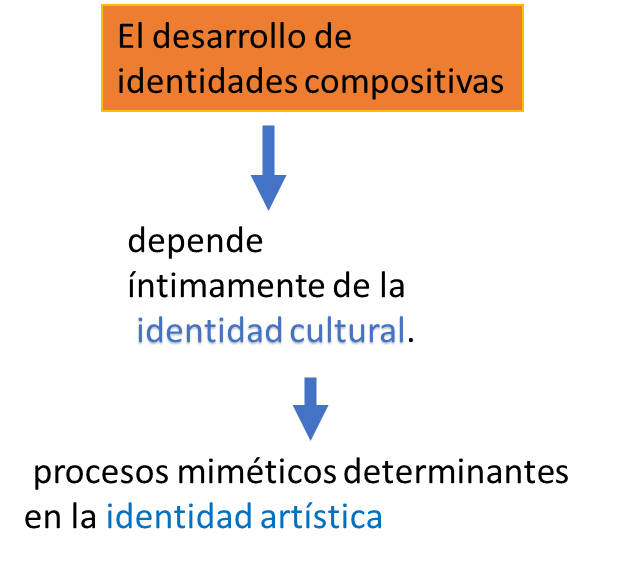 El desarrollo de
identidades compositivas
depende
íntimamente de la
identidad cultural.
procesos miméticos determinantes
en la identidad artística